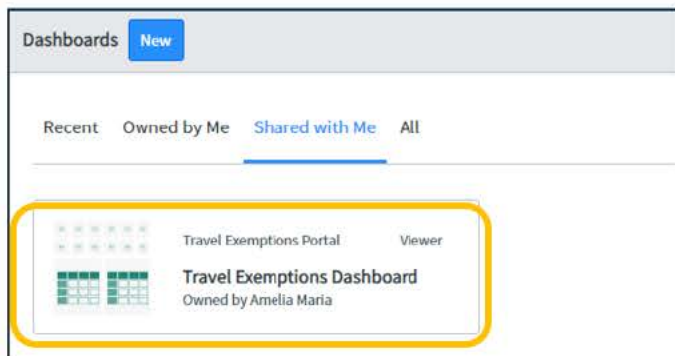 Dashboards New
Recent Owned by Me Shared with Me All
Travel Exemptions Portal Viewer
Travel Exemptions Dashboard
Owned by Amelia Maria